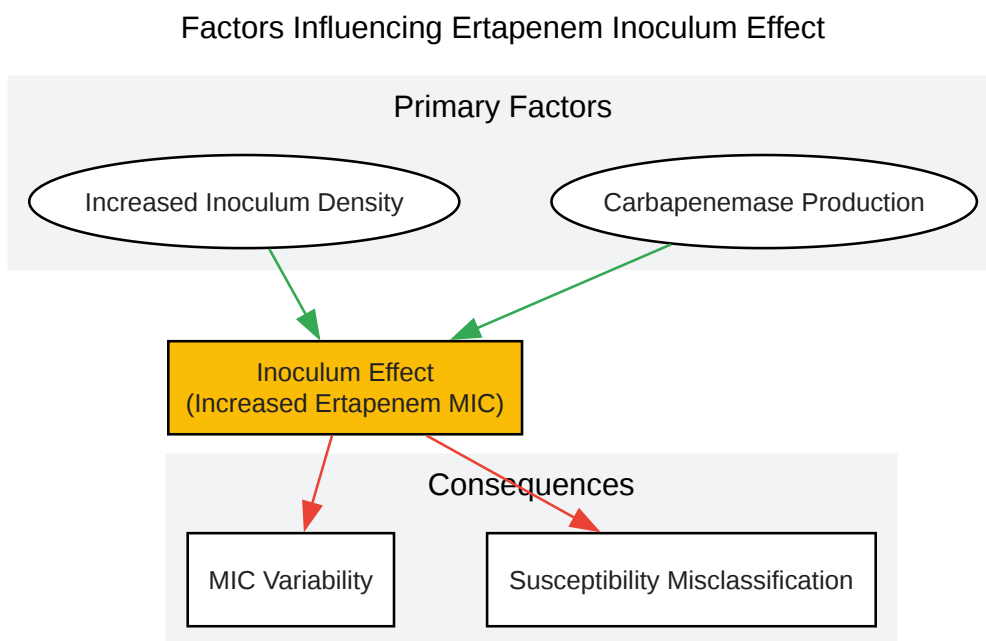 Factors Influencing Ertapenem Inoculum Effect
Primary Factors
Increased Inoculum Density
Carbapenemase Production
Inoculum Effect
(Increased Ertapenem MIC)
Consequences
MIC Variability
Susceptibility Misclassification